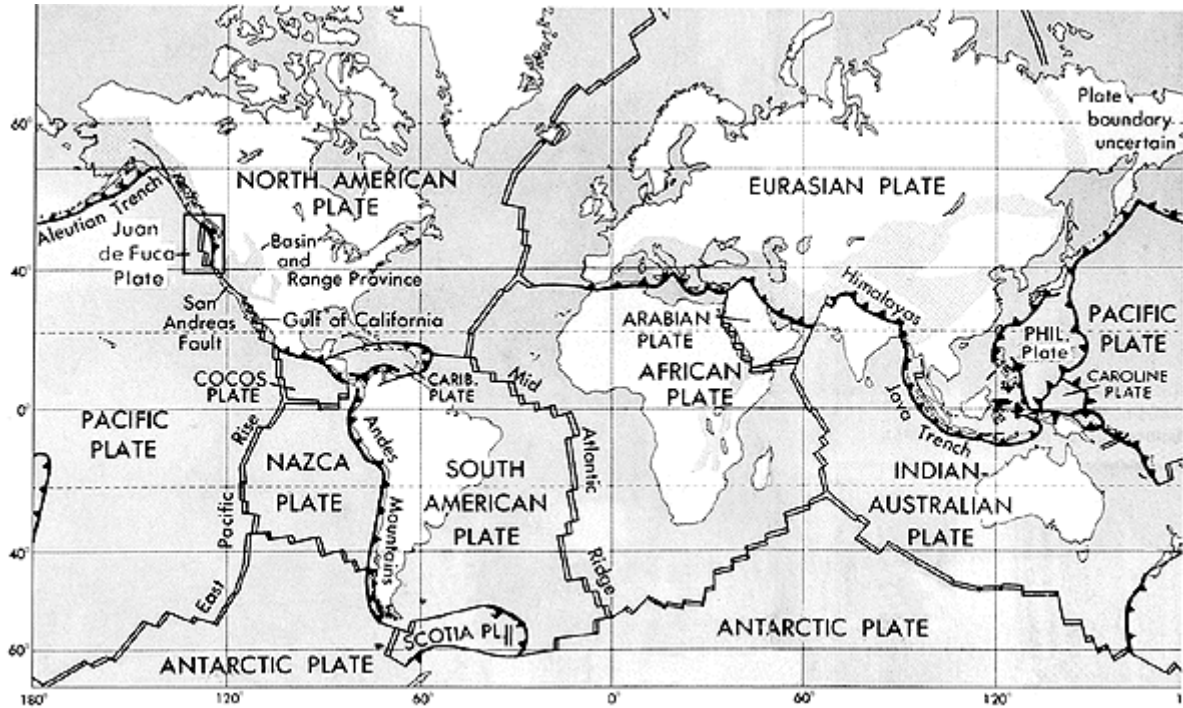 Plate
boundary
uncertain
60°
NORTH AMERICAN
PLATE
EURASIAN PLATE
Aleutian Trench
Juan
de Fuca
Plate
Basin
and
Range Province
40°
San
Andreas
Fault
Gulf of California
Himalayas
ARABIAN
PLATE
PHIL.
Plate
PACIFIC
PLATE
20
COCOS
PLATE
CARIB.
PLATE
Mid
AFRICAN
PLATE
CAROLINE
PLATE
0°
PACIFIC
PLATE
Rise
Andes
Atlantic
Java
Trench
NAZCA
PLATE
SOUTH
AMERICAN
PLATE
INDIAN-
AUSTRALIAN
PLATE
20
Pacific
Mountains
Ridge
40°
East
SCOTIA PL.
ANTARCTIC PLATE
ANTARCTIC PLATE
60°
180°
120
60°
0°
60°
120°